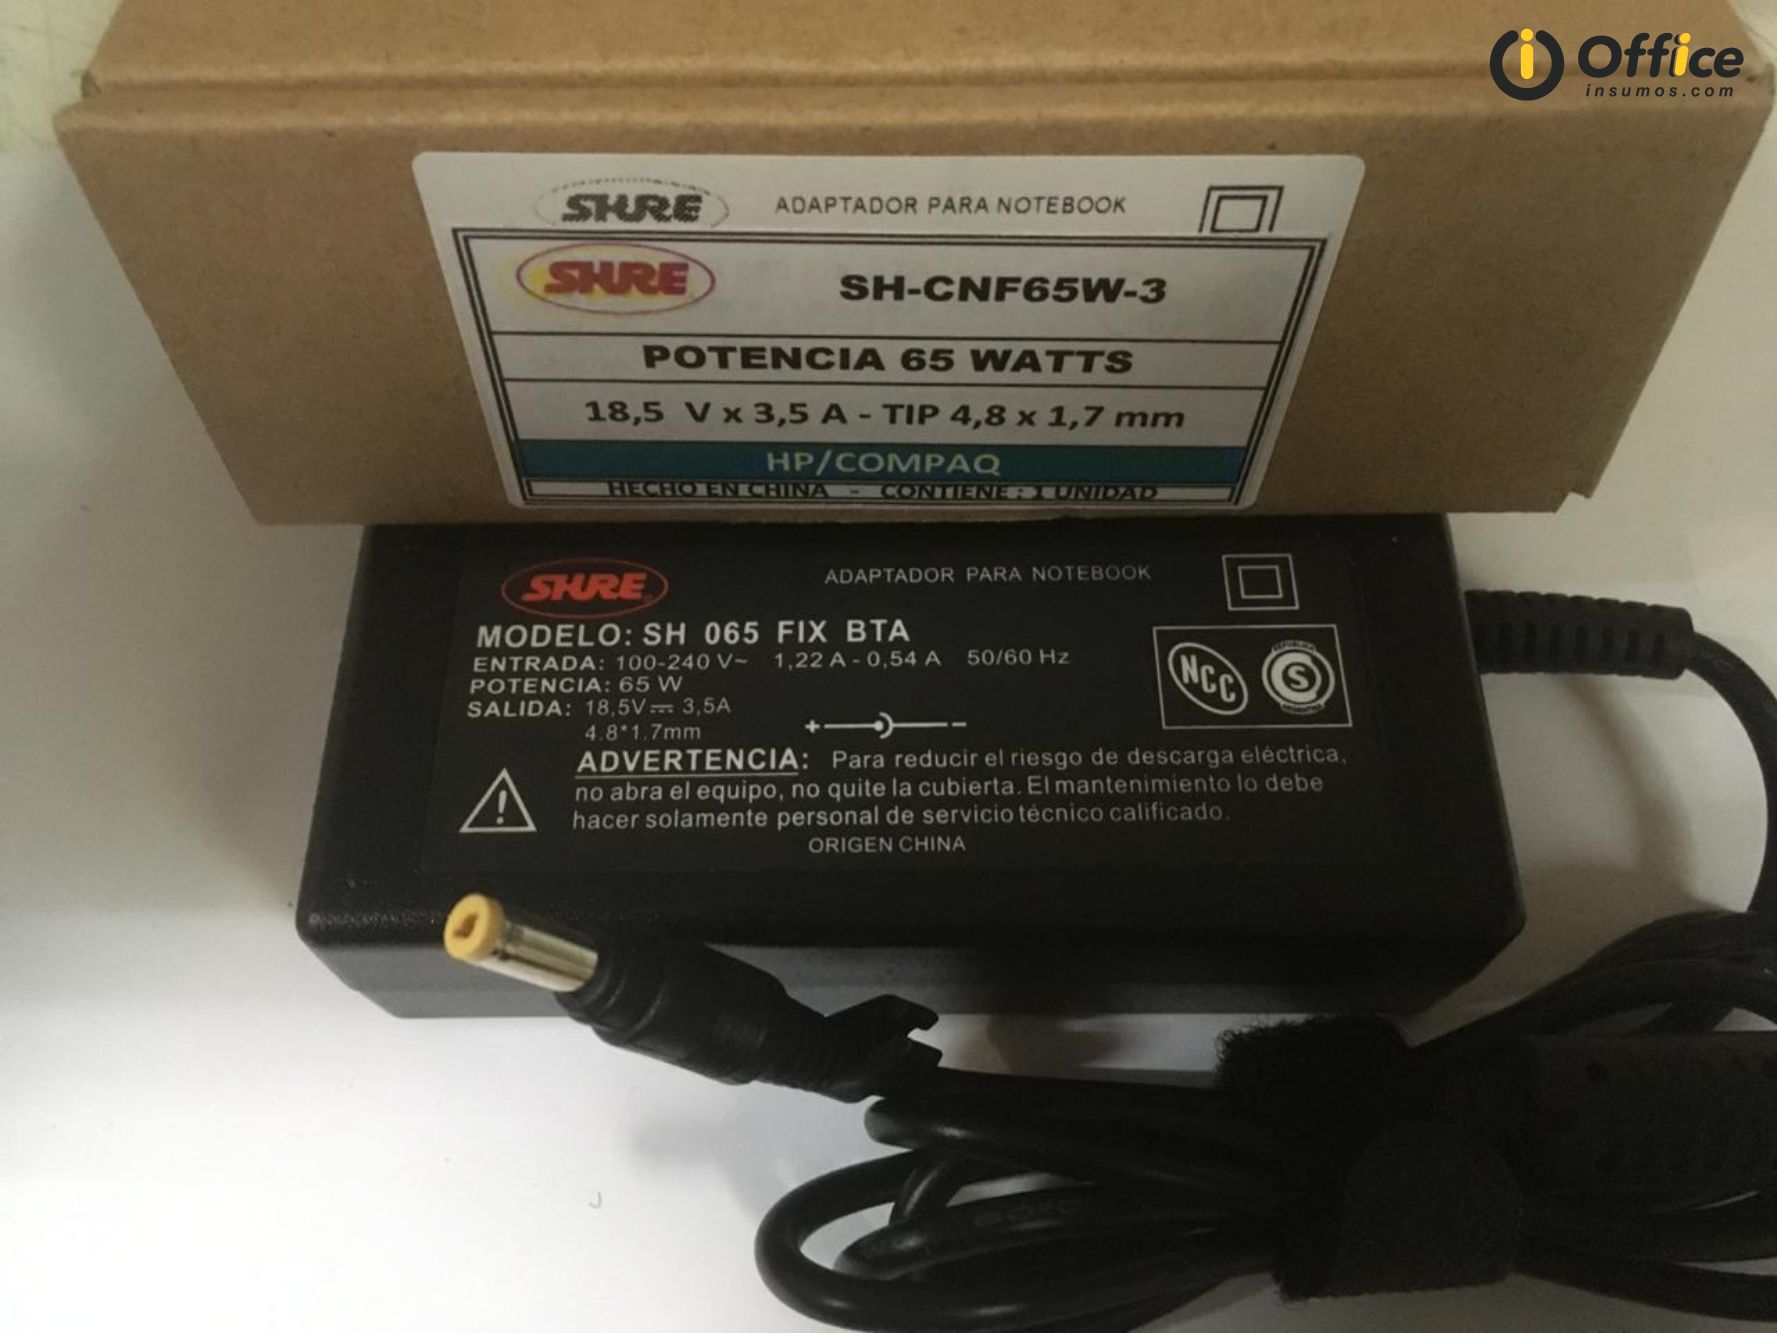 Office
insumos.com
SHURE ADAPTADOR PARA NOTEBOOK
SHURE SH-CNF65W-3
POTENCIA 65 WATTS
18,5 V x 3,5 A - TIP 4,8 x 1,7 mm
HP/COMPAQ
HECHO EN CHINA - CONTIENE : 1 UNIDAD
SHURE ADAPTADOR PARA NOTEBOOK
MODELO: SH 065 FIX BTA
ENTRADA: 100-240 V~ 1,22 A - 0,54 A 50/60 Hz
POTENCIA: 65 W
SALIDA: 18,5V⎓ 3,5A
4.8*1.7mm
+ -
NCC S
ADVERTENCIA: Para reducir el riesgo de descarga eléctrica,
no abra el equipo, no quite la cubierta. El mantenimiento lo debe
hacer solamente personal de servicio técnico calificado.
ORIGEN CHINA